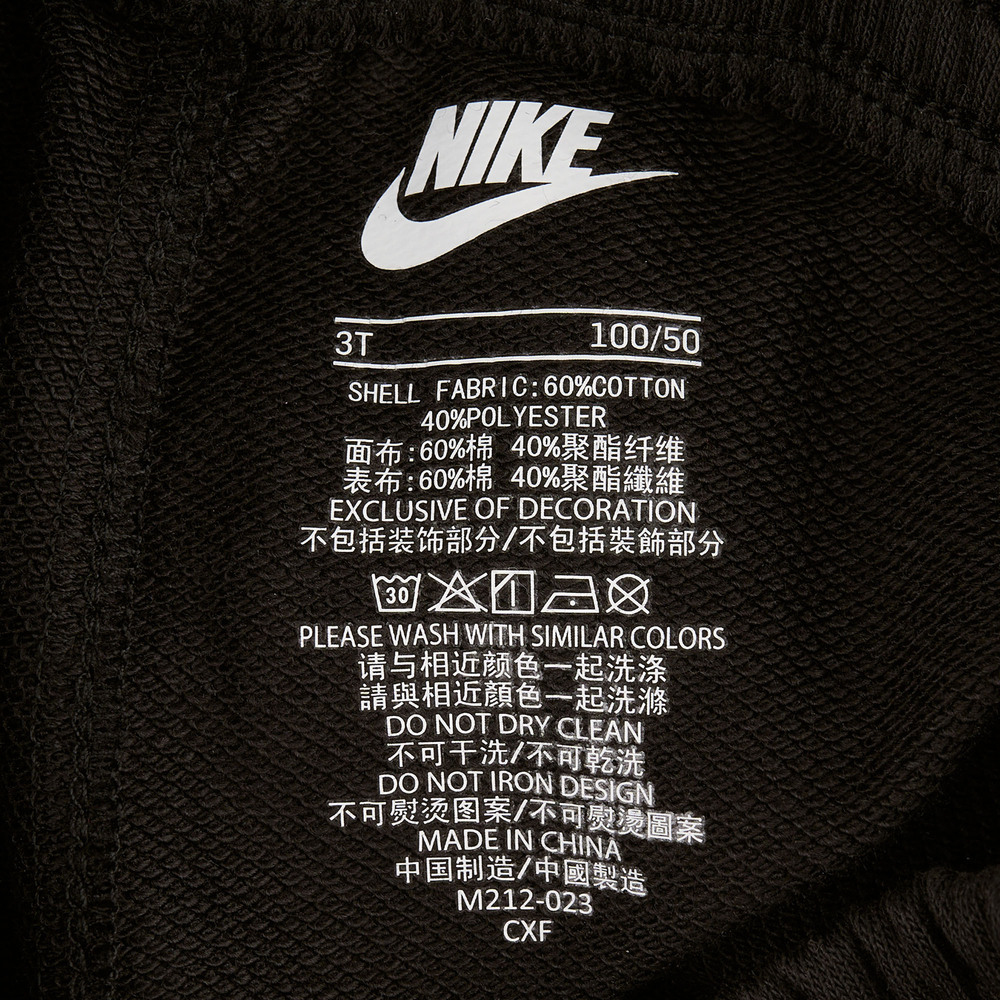 NIKE
3T 100/50
SHELL FABRIC:60%COTTON
40%POLYESTER
面布:60%棉 40%聚酯纤维
表布:60%棉 40%聚酯纖維
EXCLUSIVE OF DECORATION
不包括装饰部分/不包括裝飾部分
30
PLEASE WASH WITH SIMILAR COLORS
请与相近颜色一起洗涤
請與相近顏色一起洗滌
DO NOT DRY CLEAN
不可干洗/不可乾洗
DO NOT IRON DESIGN
不可熨烫图案/不可熨燙圖案
MADE IN CHINA
中国制造/中國製造
M212-023
CXF